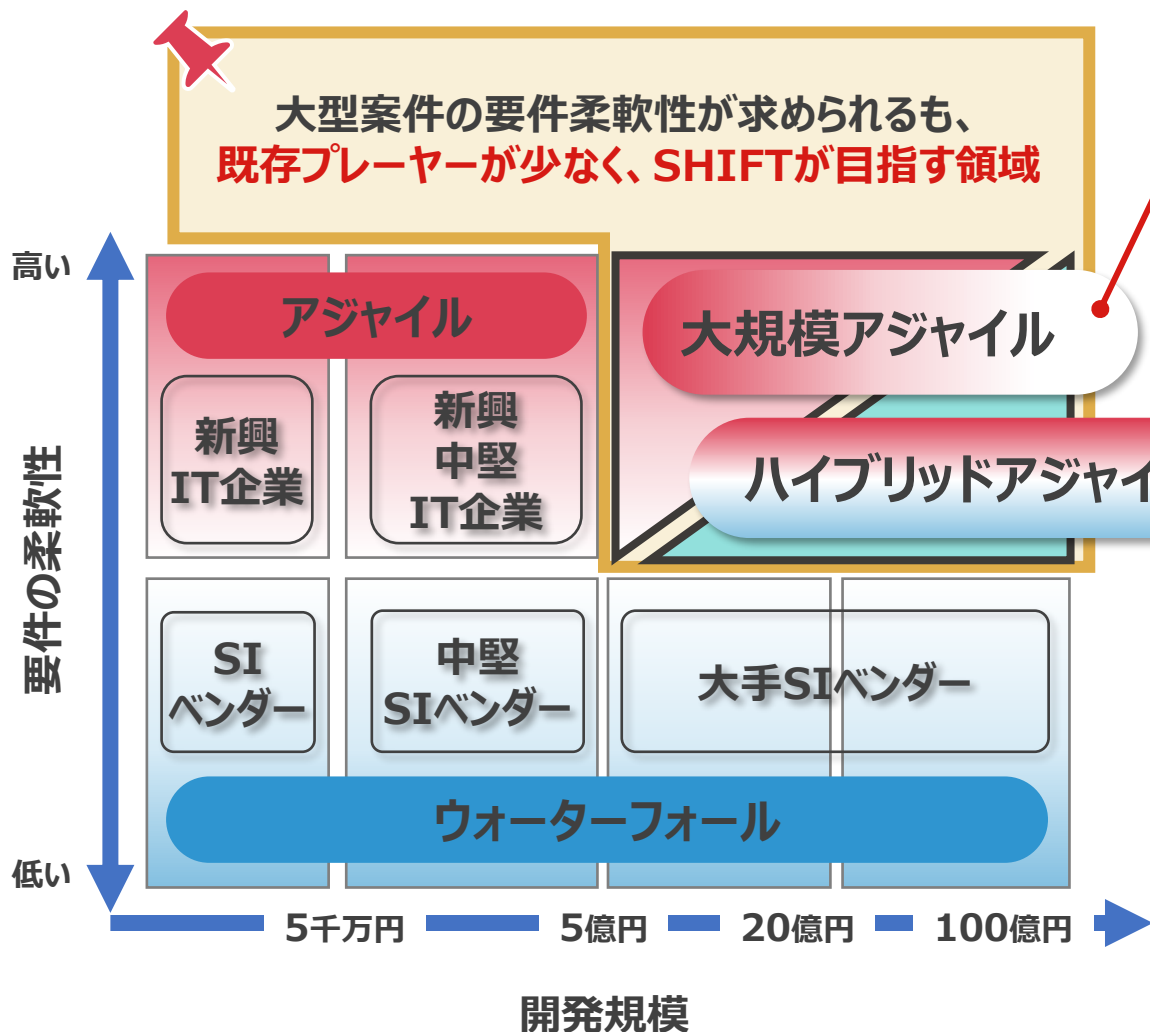 大型案件の要件柔軟性が求められるも、
既存プレーヤーが少なく、SHIFTが目指す領域
高い
アジャイル
大規模アジャイル
新興
IT企業
新興
中堅
IT企業
ハイブリッドアジャイ
要件の柔軟性
SI
ベンダー
中堅
SIベンダー
大手SIベンダー
ウォーターフォール
低い
5千万円
5億円
20億円
100億円
開発規模